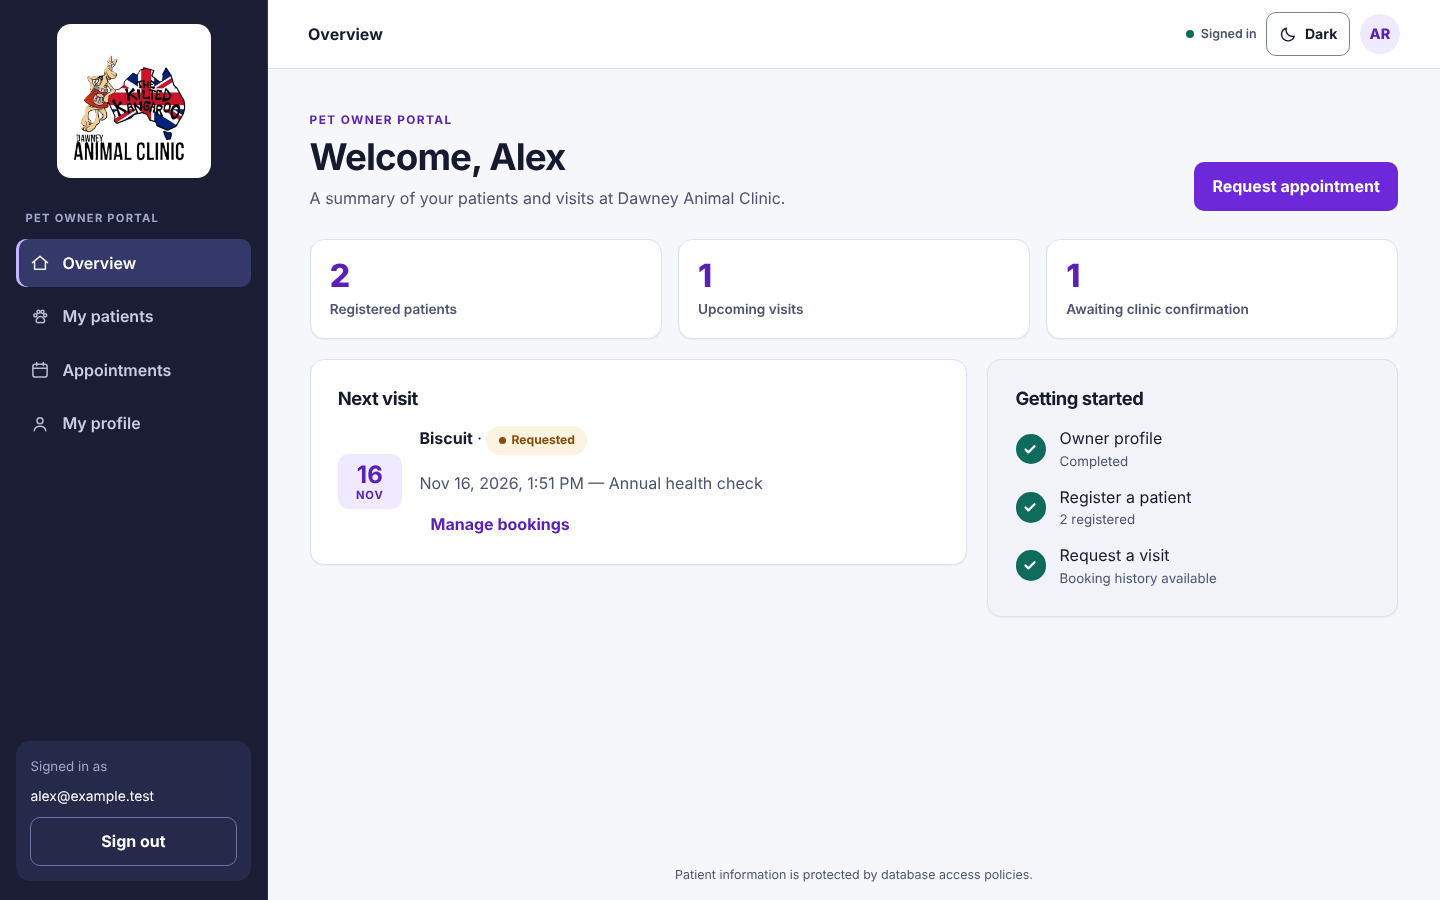 THE
KILTED
KANGAROO
DAWNEY
ANIMAL CLINIC
PET OWNER PORTAL
Overview
My patients
Appointments
My profile
Signed in as
alex@example.test
Sign out
Overview
Signed in
Dark
AR
PET OWNER PORTAL
Welcome, Alex
A summary of your patients and visits at Dawney Animal Clinic.
Request appointment
2
Registered patients
1
Upcoming visits
1
Awaiting clinic confirmation
Next visit
16
NOV
Biscuit · Requested
Nov 16, 2026, 1:51 PM — Annual health check
Manage bookings
Getting started
Owner profile
Completed
Register a patient
2 registered
Request a visit
Booking history available
Patient information is protected by database access policies.